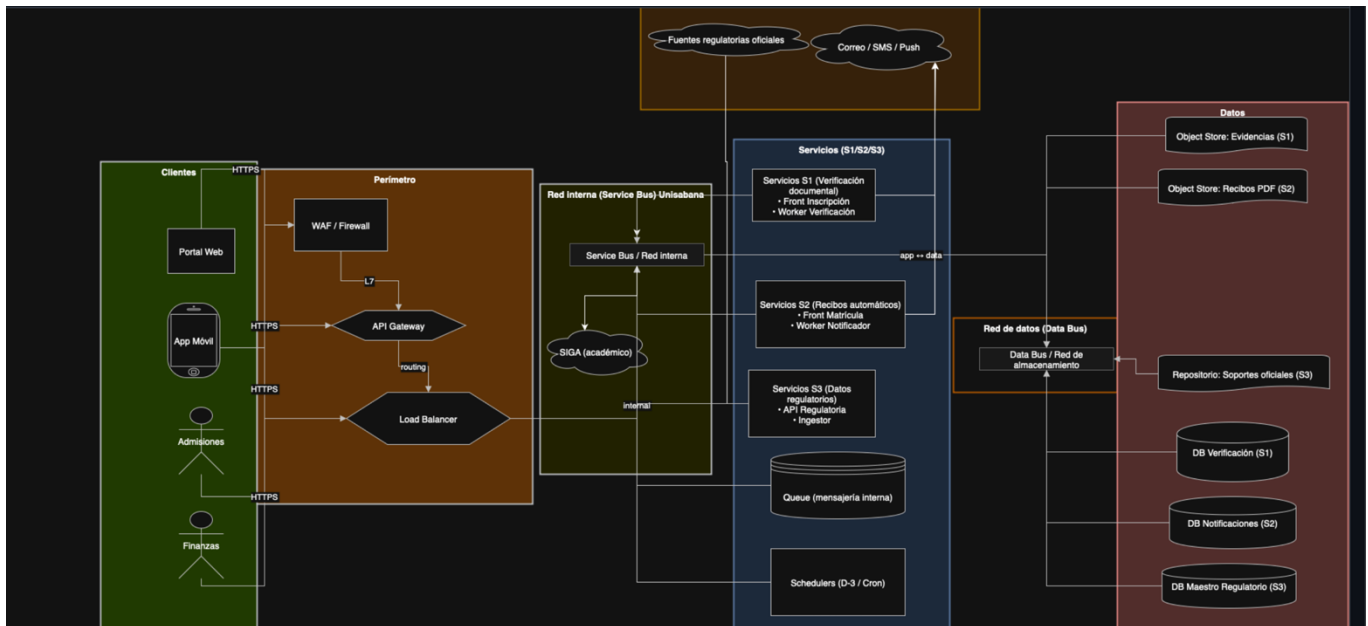 Fuentes regulatorias oficiales
Correo / SMS / Push
Clientes
HTTPS
Portal Web
App Móvil
HTTPS
HTTPS
Admisiones
HTTPS
Finanzas
Perímetro
WAF / Firewall
L7
API Gateway
routing
Load Balancer
Red interna (Service Bus) Unisabana
Service Bus / Red interna
SIGA (académico)
internal
Servicios (S1/S2/S3)
Servicios S1 (Verificación
documental)
• Front Inscripción
• Worker Verificación
app ↔ data
Servicios S2 (Recibos automáticos)
• Front Matrícula
• Worker Notificador
Servicios S3 (Datos
regulatorios)
• API Regulatoria
• Ingestor
Queue (mensajería interna)
Schedulers (D-3 / Cron)
Red de datos (Data Bus)
Data Bus / Red de
almacenamiento
Datos
Object Store: Evidencias (S1)
Object Store: Recibos PDF (S2)
Repositorio: Soportes oficiales (S3)
DB Verificación (S1)
DB Notificaciones (S2)
DB Maestro Regulatorio (S3)